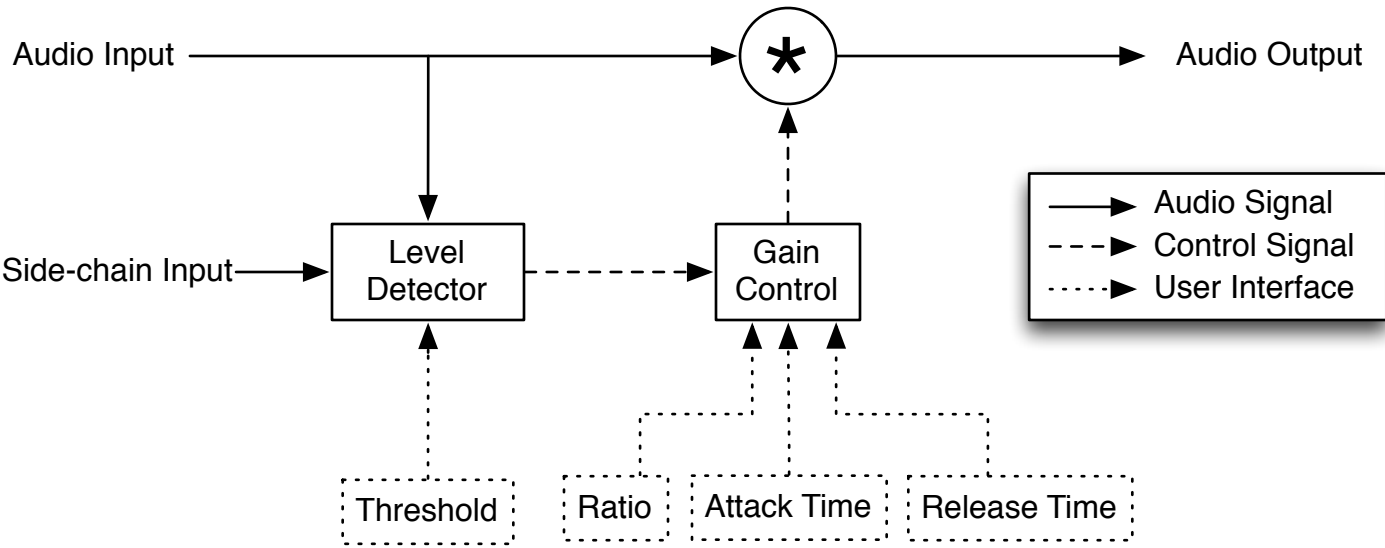 Audio Input
*
Audio Output
Audio Signal
Control Signal
User Interface
Side-chain Input
Level
Detector
Gain
Control
Threshold
Ratio
Attack Time
Release Time